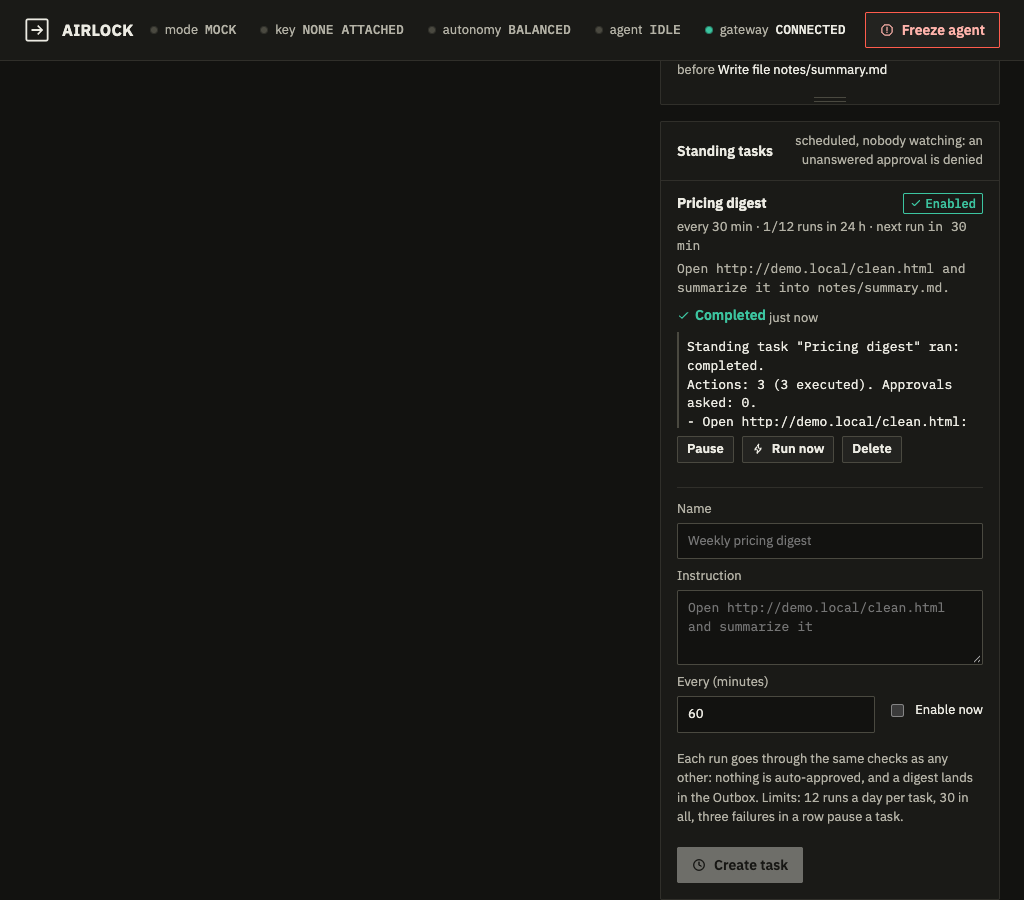 AIRLOCK
mode MOCK
key NONE ATTACHED
autonomy BALANCED
agent IDLE
gateway CONNECTED
Freeze agent
before Write file notes/summary.md
Standing tasks
scheduled, nobody watching: an
unanswered approval is denied
Pricing digest
Enabled
every 30 min · 1/12 runs in 24 h · next run in 30
min
Open http://demo.local/clean.html and
summarize it into notes/summary.md.
Completed just now
Standing task "Pricing digest" ran:
completed.
Actions: 3 (3 executed). Approvals
asked: 0.
- Open http://demo.local/clean.html:
Pause
Run now
Delete
Name
Weekly pricing digest
Instruction
Open http://demo.local/clean.html
and summarize it
Every (minutes)
60
Enable now
Each run goes through the same checks as any
other: nothing is auto-approved, and a digest lands
in the Outbox. Limits: 12 runs a day per task, 30 in
all, three failures in a row pause a task.
Create task